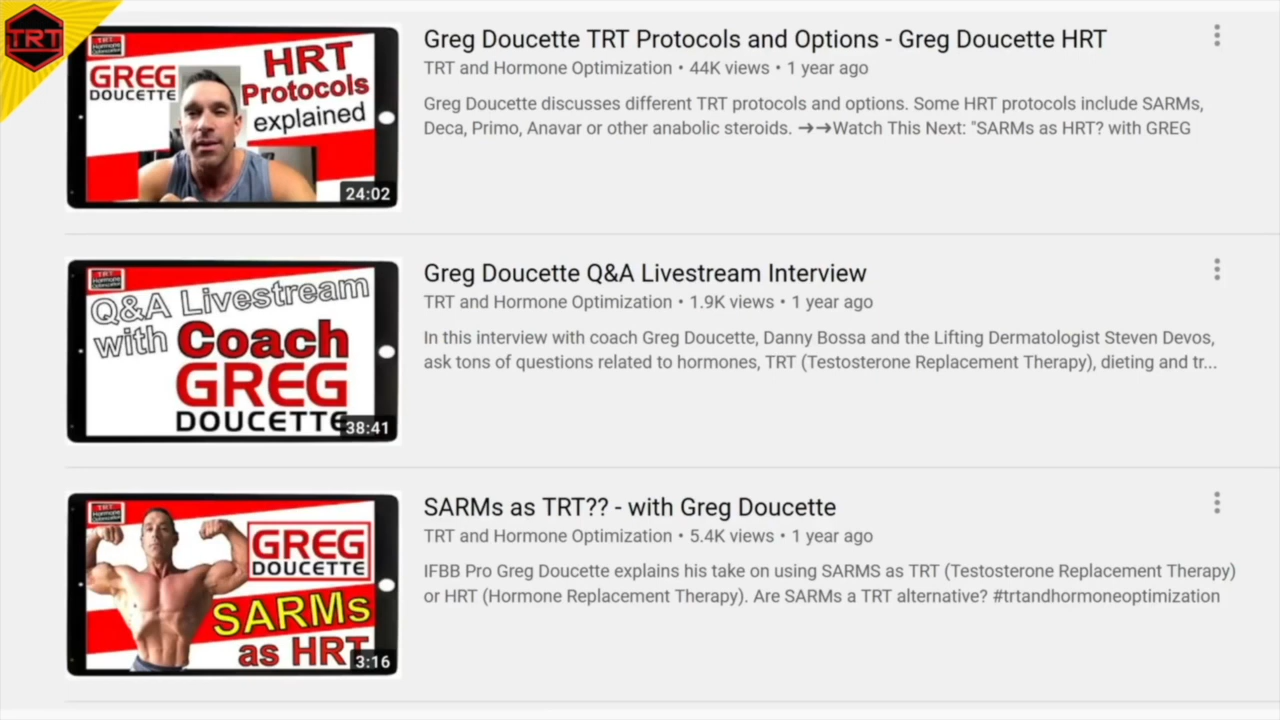 TRT
TRT
Hormone
Optimization
GREG
DOUCETTE
HRT
Protocols
explained
24:02
Greg Doucette TRT Protocols and Options - Greg Doucette HRT
TRT and Hormone Optimization • 44K views • 1 year ago
Greg Doucette discusses different TRT protocols and options. Some HRT protocols include SARMs,
Deca, Primo, Anavar or other anabolic steroids. ➔➔Watch This Next: "SARMs as HRT? with GREG
TRT
Hormone
Optimization
Q&A Livestream
with Coach
GREG
DOUCETTE
38:41
Greg Doucette Q&A Livestream Interview
TRT and Hormone Optimization • 1.9K views • 1 year ago
In this interview with coach Greg Doucette, Danny Bossa and the Lifting Dermatologist Steven Devos,
ask tons of questions related to hormones, TRT (Testosterone Replacement Therapy), dieting and tr...
TRT
Hormone
Optimization
GREG
DOUCETTE
SARMs
as HRT
3:16
SARMs as TRT?? - with Greg Doucette
TRT and Hormone Optimization • 5.4K views • 1 year ago
IFBB Pro Greg Doucette explains his take on using SARMS as TRT (Testosterone Replacement Therapy)
or HRT (Hormone Replacement Therapy). Are SARMs a TRT alternative? #trtandhormoneoptimization